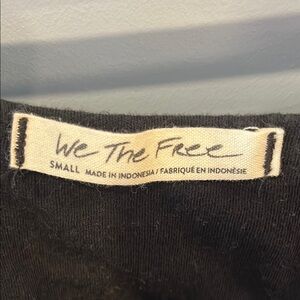 We The Free
SMALL MADE IN INDONESIA / FABRIQUÉ EN INDONÉSIE